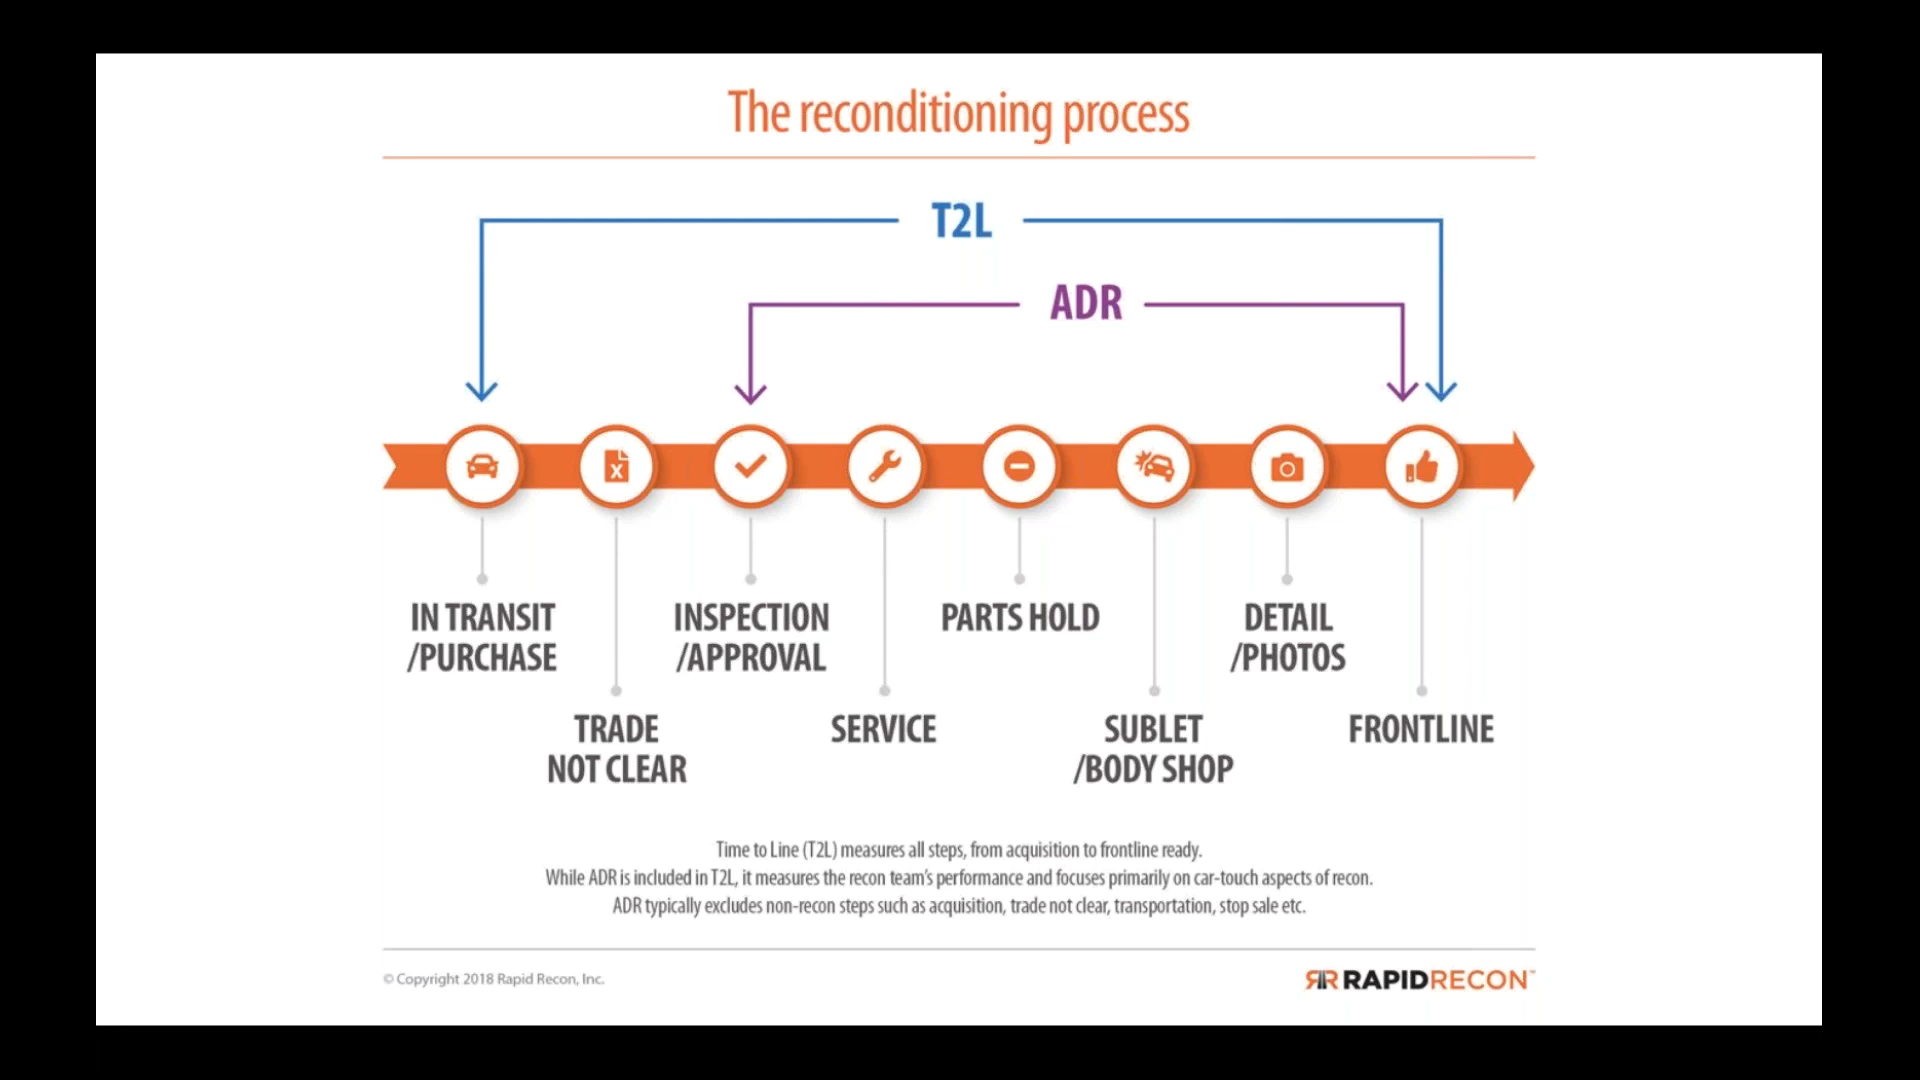 The reconditioning process
T2L
ADR
X
IN TRANSIT
/PURCHASE
INSPECTION
/APPROVAL
PARTS HOLD
DETAIL
/PHOTOS
TRADE
NOT CLEAR
SERVICE
SUBLET
/BODY SHOP
FRONTLINE
Time to Line (T2L) measures all steps, from acquisition to frontline ready.
While ADR is included in T2L, it measures the recon team's performance and focuses primarily on car-touch aspects of recon.
ADR typically excludes non-recon steps such as acquisition, trade not clear, transportation, stop sale etc.
© Copyright 2018 Rapid Recon, Inc.
RR RAPIDRECON™